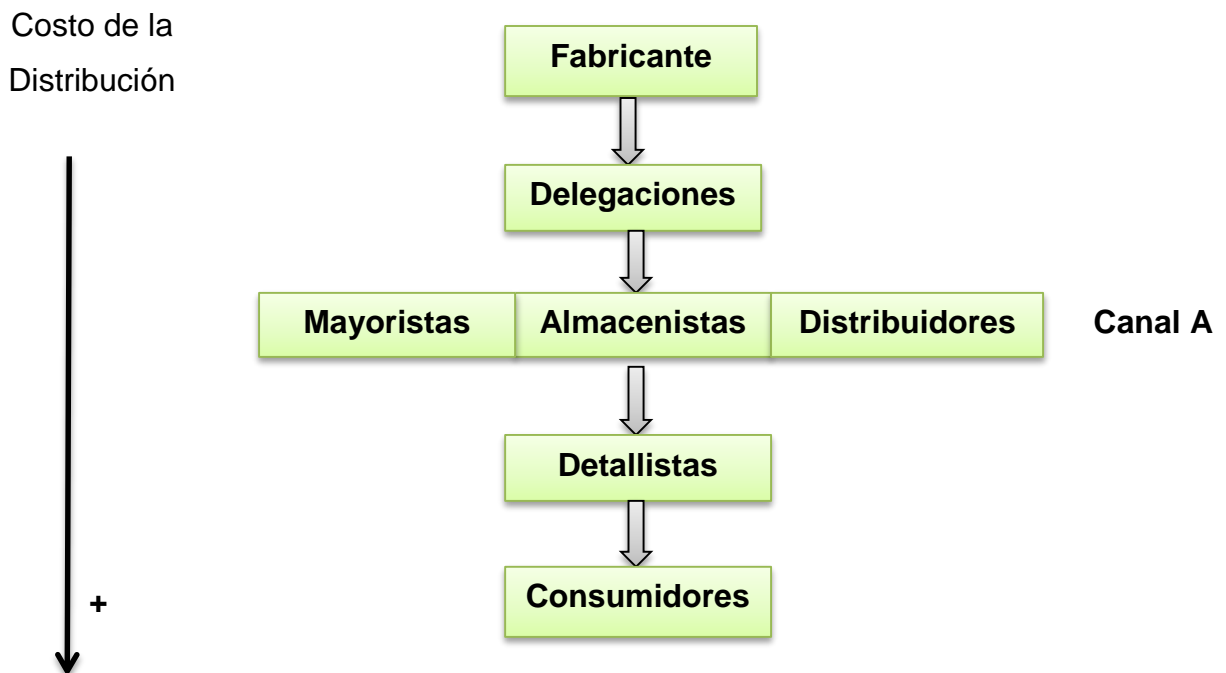 Costo de la
Distribución
Fabricante
Delegaciones
Mayoristas Almacenistas Distribuidores Canal A
Detallistas
Consumidores
+